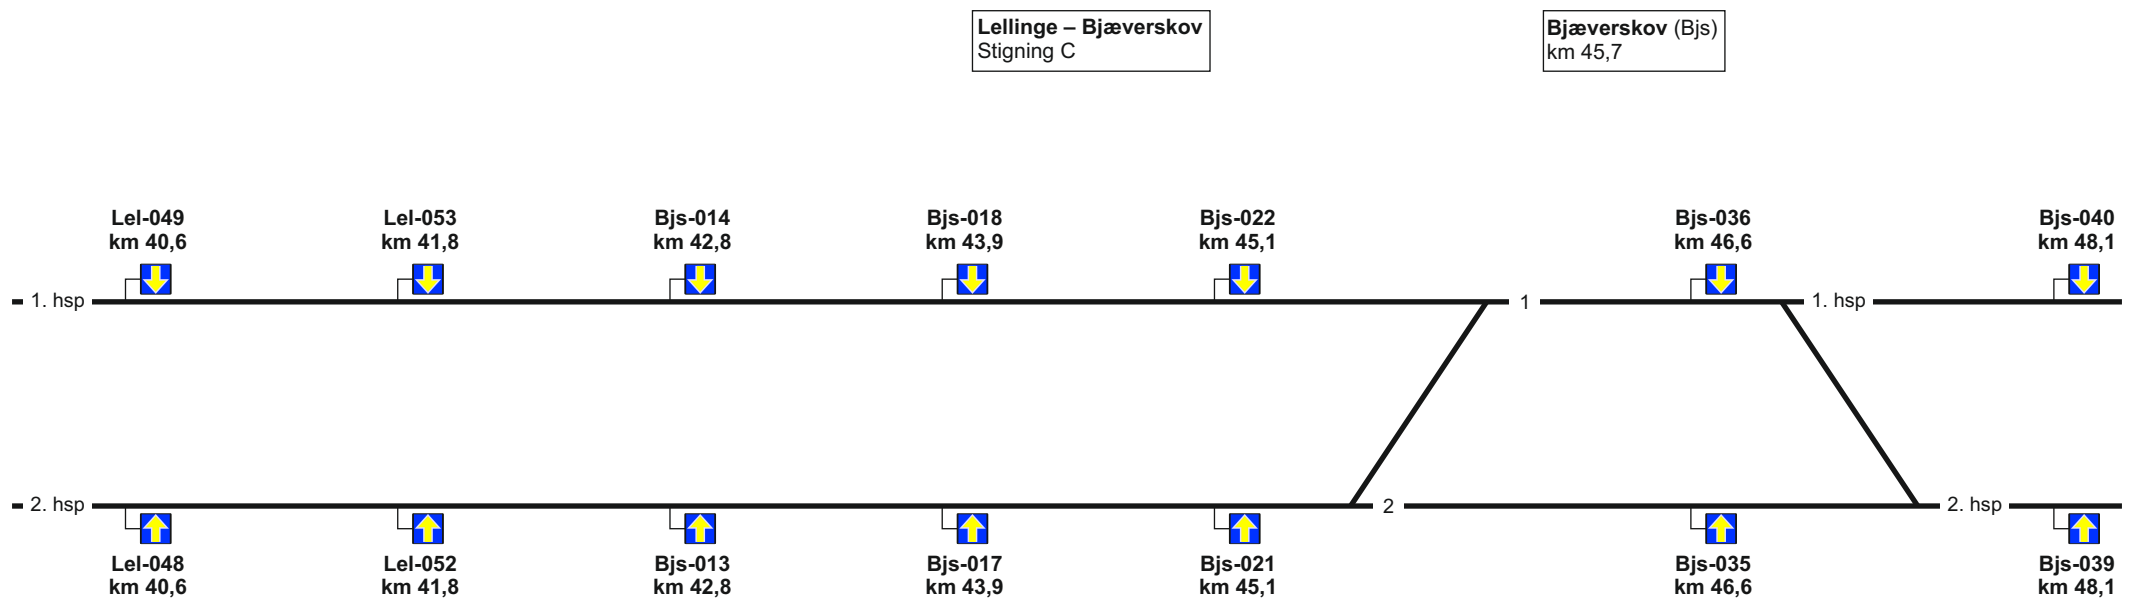 Lellinge – Bjæverskov
Stigning C
Bjæverskov (Bjs)
km 45,7
Lel-049
km 40,6
Lel-053
km 41,8
Bjs-014
km 42,8
Bjs-018
km 43,9
Bjs-022
km 45,1
Bjs-036
km 46,6
Bjs-040
km 48,1
1. hsp
1
1. hsp
2. hsp
2
2. hsp
Lel-048
km 40,6
Lel-052
km 41,8
Bjs-013
km 42,8
Bjs-017
km 43,9
Bjs-021
km 45,1
Bjs-035
km 46,6
Bjs-039
km 48,1